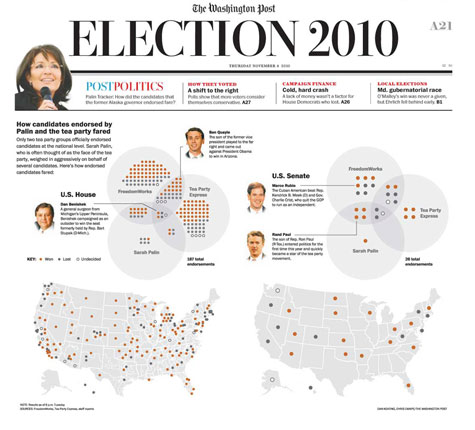 The Washington Post
ELECTION 2010
A21
THURSDAY NOVEMBER 4 2010
POSTPOLITICS
Palin Tracker: How did the candidates that
the former Alaska governor endorsed fare?
HOW THEY VOTED
A shift to the right
Polls show that more voters consider
themselves conservative. A27
CAMPAIGN FINANCE
Cold, hard crash
A lack of money wasn't a factor for
House Democrats who lost. A26
LOCAL ELECTIONS
Md. gubernatorial race
O'Malley's win was never a given,
but Ehrlich fell behind early. B1
How candidates endorsed by
Palin and the tea party fared
Only two tea party groups officially endorsed
candidates at the national level. Sarah Palin,
who is often thought of as the face of the tea
party, weighed in aggressively on behalf of
several candidates. Here's how endorsed
candidates fared.
Ben Quayle
The son of the former vice
president played to the far
right and came out
against President Obama
to win in Arizona.
U.S. House
Dan Benishek
A general surgeon from
Michigan's Upper Peninsula,
Benishek campaigned as an
outsider to win the seat
formerly held by Rep. Bart
Stupak (D-Mich.).
FreedomWorks
Tea Party
Express
Sarah Palin
KEY: Won Lost Undecided
187 total
endorsements
U.S. Senate
Marco Rubio
The Cuban American beat Rep.
Kendrick B. Meek (D) and Gov.
Charlie Crist, who quit the GOP
to run as an independent.
Rand Paul
The son of Rep. Ron Paul
(R-Tex.) entered politics for the
first time this year and quickly
became a star of the tea party
movement.
FreedomWorks
Tea Party
Express
Sarah Palin
28 total
endorsements
NOTE: Results as of 5 p.m. Tuesday
SOURCES: FreedomWorks, Tea Party Express, staff reports
DAN KEATING, CHRIS CANIPE/THE WASHINGTON POST